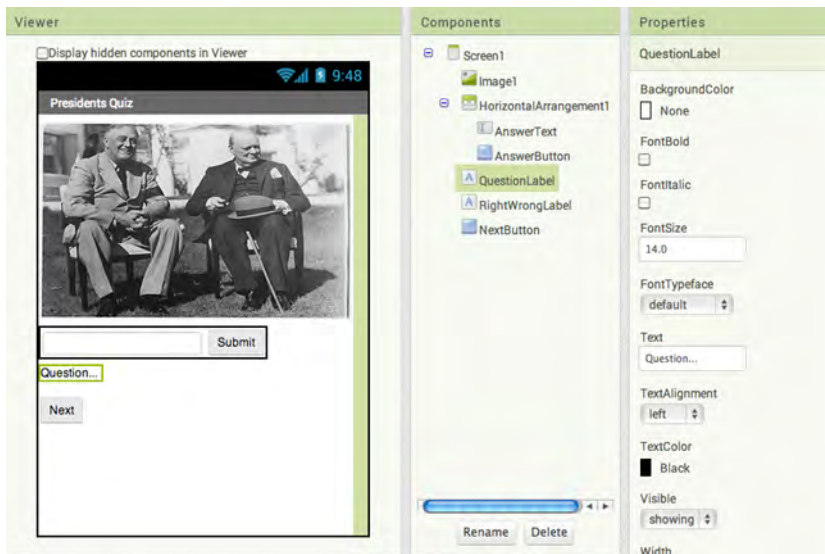 Viewer
Display hidden components in Viewer
9:48
Presidents Quiz
Submit
Question...
Next
Components
Screen1
Image1
HorizontalArrangement1
AnswerText
AnswerButton
QuestionLabel
RightWrongLabel
NextButton
Rename Delete
Properties
QuestionLabel
BackgroundColor
None
FontBold
FontItalic
FontSize
14.0
FontTypeface
default
Text
Question...
TextAlignment
left
TextColor
Black
Visible
showing
Width